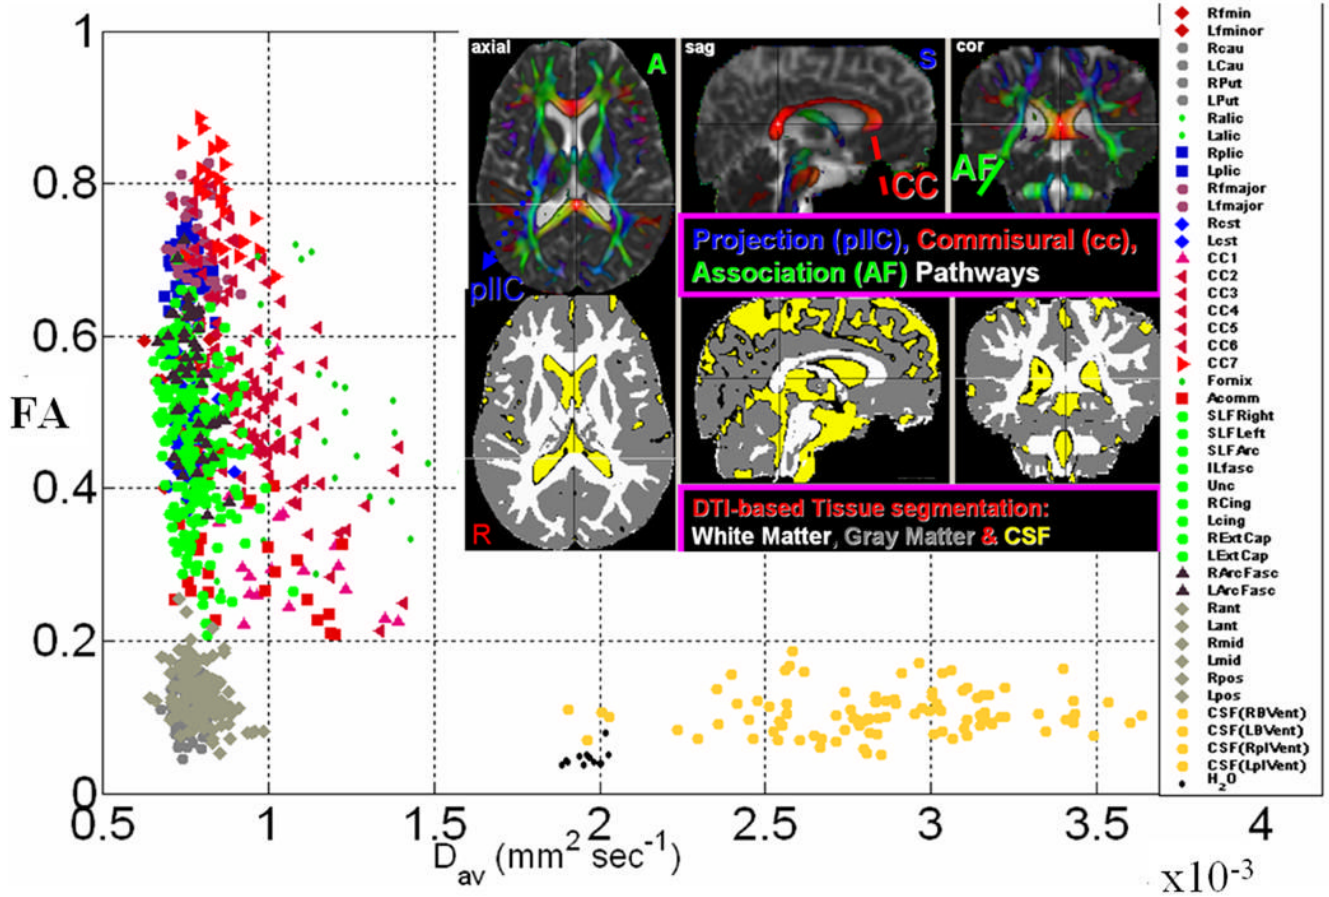 1
0.8
0.6
FA
0.4
0.2
0
0.5
1
1.5
2
2.5
3
3.5
4
D_av (mm² sec⁻¹)
x10⁻³
axial
A
pIIC
sag
S
CC
cor
AF
Projection (pIIC), Commisural (cc),
Association (AF) Pathways
R
DTI-based Tissue segmentation:
White Matter, Gray Matter & CSF
Rfmin
Lfminor
Rcau
LCau
RPut
LPut
Ralic
Lalic
Rplic
Lplic
Rfmajor
Lfmajor
Rcst
Lcst
CC1
CC2
CC3
CC4
CC5
CC6
CC7
Fornix
Acomm
SLFRight
SLFLeft
SLFArc
ILfasc
Unc
RCing
Lcing
RExtCap
LExtCap
RArcFasc
LArcFasc
Rant
Lant
Rmid
Lmid
Rpos
Lpos
CSF(RBVent)
CSF(LBVent)
CSF(RplVent)
CSF(LplVent)
H₂O